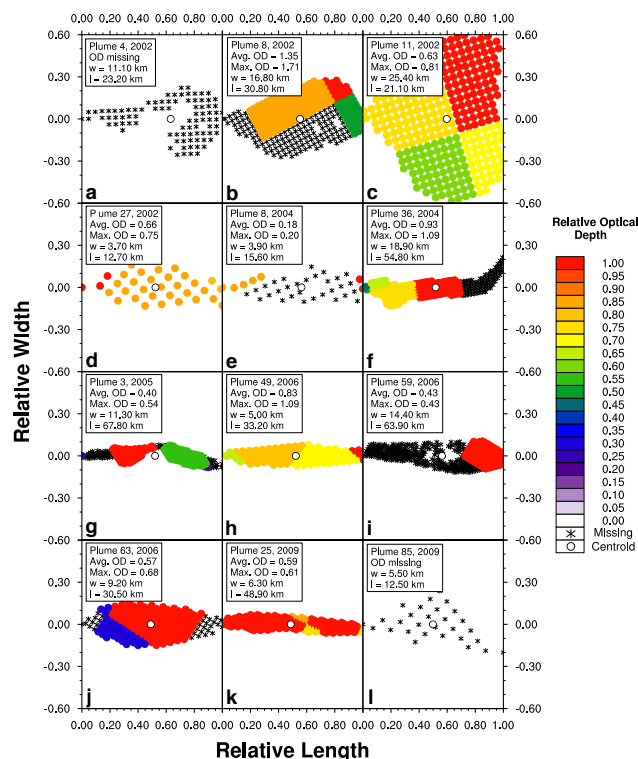 0.00 0.20 0.40 0.60 0.80 0.00 0.20 0.40 0.60 0.80 0.00 0.20 0.40 0.60 0.80 1.00
0.60
0.30
0.00
-0.30
-0.60
Plume 4, 2002
OD missing
w = 11.10 km
l = 23.20 km
a
Plume 8, 2002
Avg. OD = 1.35
Max. OD = 1.71
w = 16.80 km
l = 30.80 km
b
Plume 11, 2002
Avg. OD = 0.63
Max. OD = 0.81
w = 25.40 km
l = 21.10 km
c
0.60
0.30
0.00
-0.30
-0.60
0.30
0.00
-0.30
-0.60
Plume 27, 2002
Avg. OD = 0.66
Max. OD = 0.75
w = 3.70 km
l = 12.70 km
d
Plume 8, 2004
Avg. OD = 0.18
Max. OD = 0.20
w = 3.90 km
l = 15.60 km
e
Plume 36, 2004
Avg. OD = 0.93
Max. OD = 1.09
w = 18.90 km
l = 54.80 km
f
0.30
0.00
-0.30
-0.60
0.30
0.00
-0.30
-0.60
Plume 3, 2005
Avg. OD = 0.40
Max. OD = 0.54
w = 11.30 km
l = 67.80 km
g
Plume 49, 2006
Avg. OD = 0.83
Max. OD = 1.09
w = 5.00 km
l = 33.20 km
h
Plume 59, 2006
Avg. OD = 0.43
Max. OD = 0.43
w = 14.40 km
l = 63.90 km
i
0.30
0.00
-0.30
-0.60
0.30
0.00
-0.30
-0.60
Plume 63, 2006
Avg. OD = 0.57
Max. OD = 0.68
w = 9.20 km
l = 30.50 km
j
Plume 25, 2009
Avg. OD = 0.59
Max. OD = 0.61
w = 6.30 km
l = 48.90 km
k
Plume 85, 2009
OD missing
w = 5.50 km
l = 12.50 km
l
0.30
0.00
-0.30
-0.60
0.00 0.20 0.40 0.60 0.80 0.00 0.20 0.40 0.60 0.80 0.00 0.20 0.40 0.60 0.80 1.00
Relative Length
Relative Width
Relative Optical
Depth
1.00
0.95
0.90
0.85
0.80
0.75
0.70
0.65
0.60
0.55
0.50
0.45
0.40
0.35
0.30
0.25
0.20
0.15
0.10
0.05
0.00
Missing
Centroid